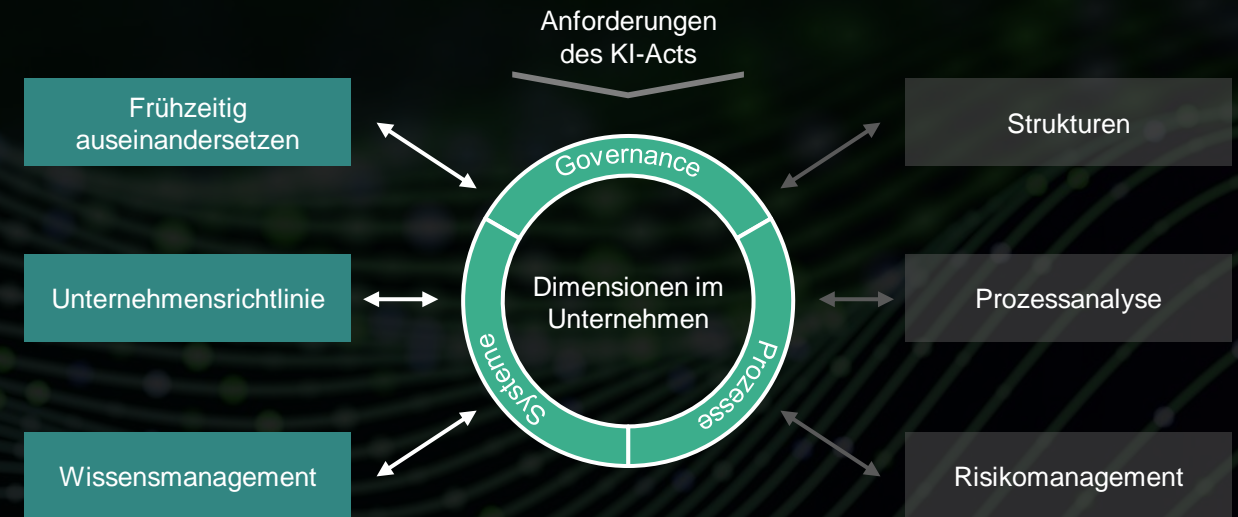 Anforderungen
des KI-Acts
Frühzeitig
auseinandersetzen
Unternehmensrichtlinie
Wissensmanagement
Governance
Systeme
Prozesse
Dimensionen im
Unternehmen
Strukturen
Prozessanalyse
Risikomanagement